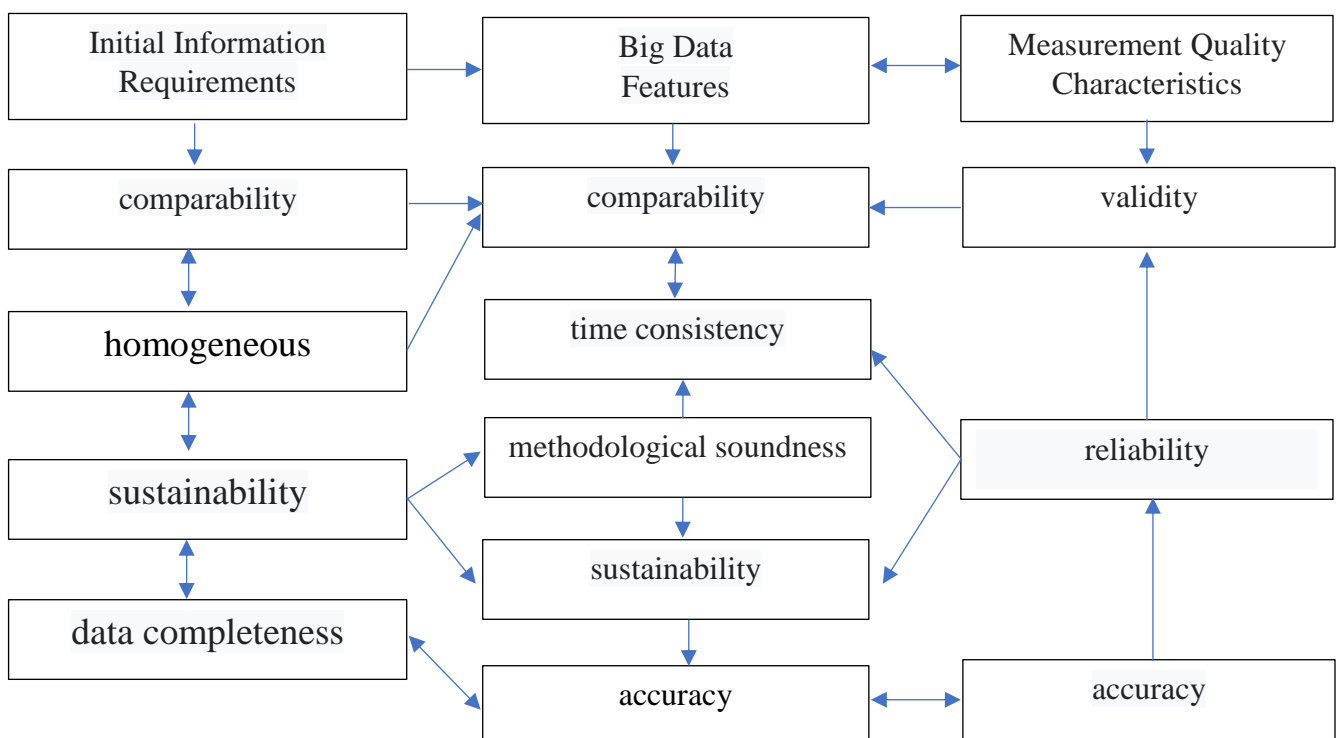 Initial Information
Requirements
Big Data
Features
Measurement Quality
Characteristics
comparability
comparability
validity
homogeneous
time consistency
methodological soundness
reliability
sustainability
sustainability
data completeness
accuracy
accuracy